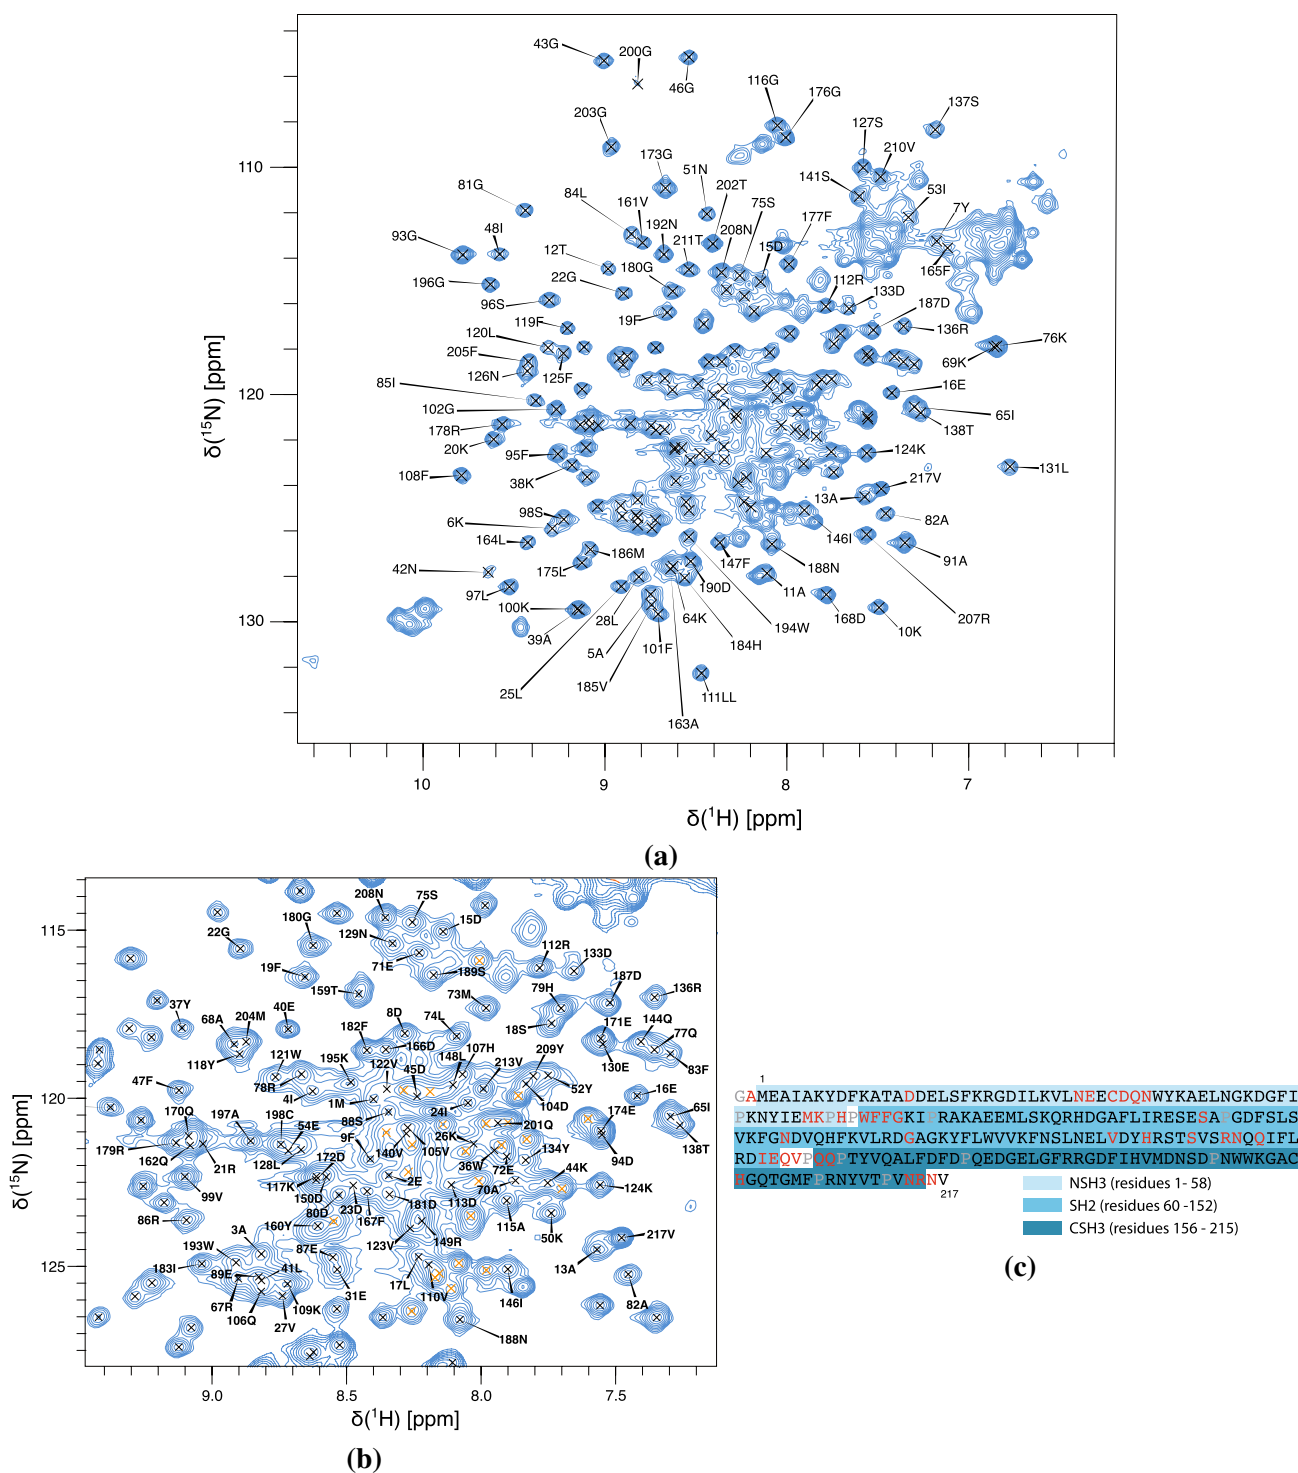 43G
200G
46G
116G
176G
137S
203G
127S
210V
173G
51N
141S
53I
110
81G
84L
161V
202T
75S
7Y
192N
177F
48I
211T
208N
15D
93G
12T
165F
180G
112R
133D
196G
22G
187D
96S
19F
136R
119F
76K
120L
69K
205F
125F
126N
16E
85I
120
65I
102G
138T
178R
20K
124K
95F
131L
108F
38K
217V
13A
98S
82A
6K
146I
164L
186M
147F
188N
91A
42N
175L
190D
11A
97L
100K
28L
64K
168D
10K
207R
39A
194W
130
5A
101F
184H
25L
185V
111LL
163A
10
9
8
7
δ(¹⁵N) [ppm]
δ(¹H) [ppm]
(a)
208N
75S
180G
15D
115
22G
129N
112R
133D
71E
19F
189S
187D
159T
73M
79H
136R
37Y
40E
8D
68A
204M
74L
18S
171E
144Q
77Q
182F
166D
107H
118Y
121W
195K
122V
45D
148L
213V
209Y
130E
83F
47F
78R
52Y
16E
4I
1M
104D
120
170Q
197A
198C
88S
24I
174E
65I
54E
201Q
179R
9F
26K
134Y
138T
162Q
21R
128L
172D
140V
105V
36W
72E
44K
94D
117K
2E
70A
99V
150D
124K
86R
80D
23D
181D
113D
167F
115A
3A
160Y
50K
193W
123V
149R
87E
217V
183I
13A
89E
41L
125
17L
67R
31E
110V
146I
82A
109K
106Q
27V
188N
9.0
8.5
8.0
7.5
δ(¹⁵N) [ppm]
δ(¹H) [ppm]
(b)
1
GAMEAIAKYDFKATADDELSFKRGDILKVLNEECDQNWYKAELNGKDGFI
PKNYIEMKPHPWFFGKIPRAKAEEMLSKQRHDGAFLIRESESAPGDFSLS
VKFGNDVQHFKVLRDGAGKYFLWVVKFNSLNELVDYHRSTSVSRNQQIFL
RDIEQVPQQPTYVQALFDFDPQEDGELGFRRGDFIHVMDNSDPNWWKGAC
HGQTGMFPRNYVTPVNRNV
217
NSH3 (residues 1- 58)
SH2 (residues 60 -152)
CSH3 (residues 156 - 215)
(c)